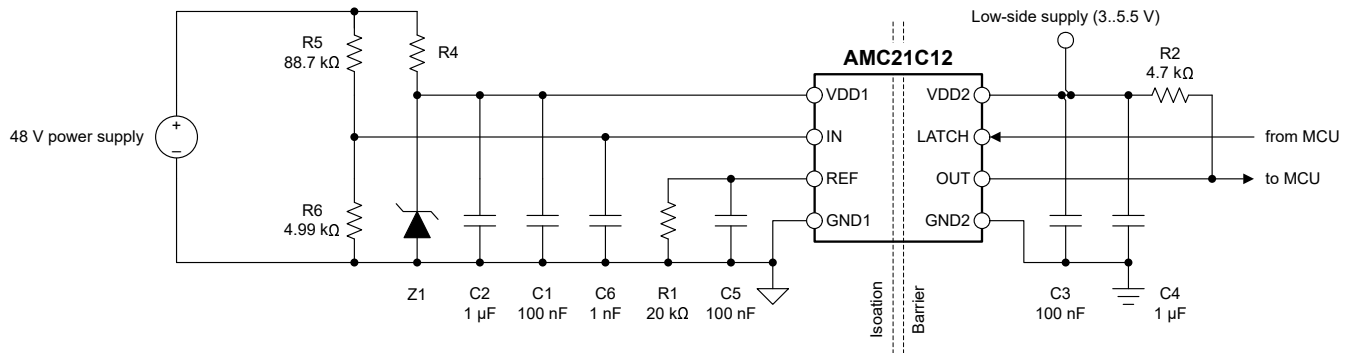 Low-side supply (3..5.5 V)
R5
88.7 kΩ
R4
AMC21C12
R2
4.7 kΩ
VDD1
VDD2
48 V power supply
+
–
IN
LATCH
from MCU
REF
OUT
to MCU
R6
4.99 kΩ
GND1
GND2
Z1
C2
1 µF
C1
100 nF
C6
1 nF
R1
20 kΩ
C5
100 nF
Isoation
Barrier
C3
100 nF
C4
1 µF